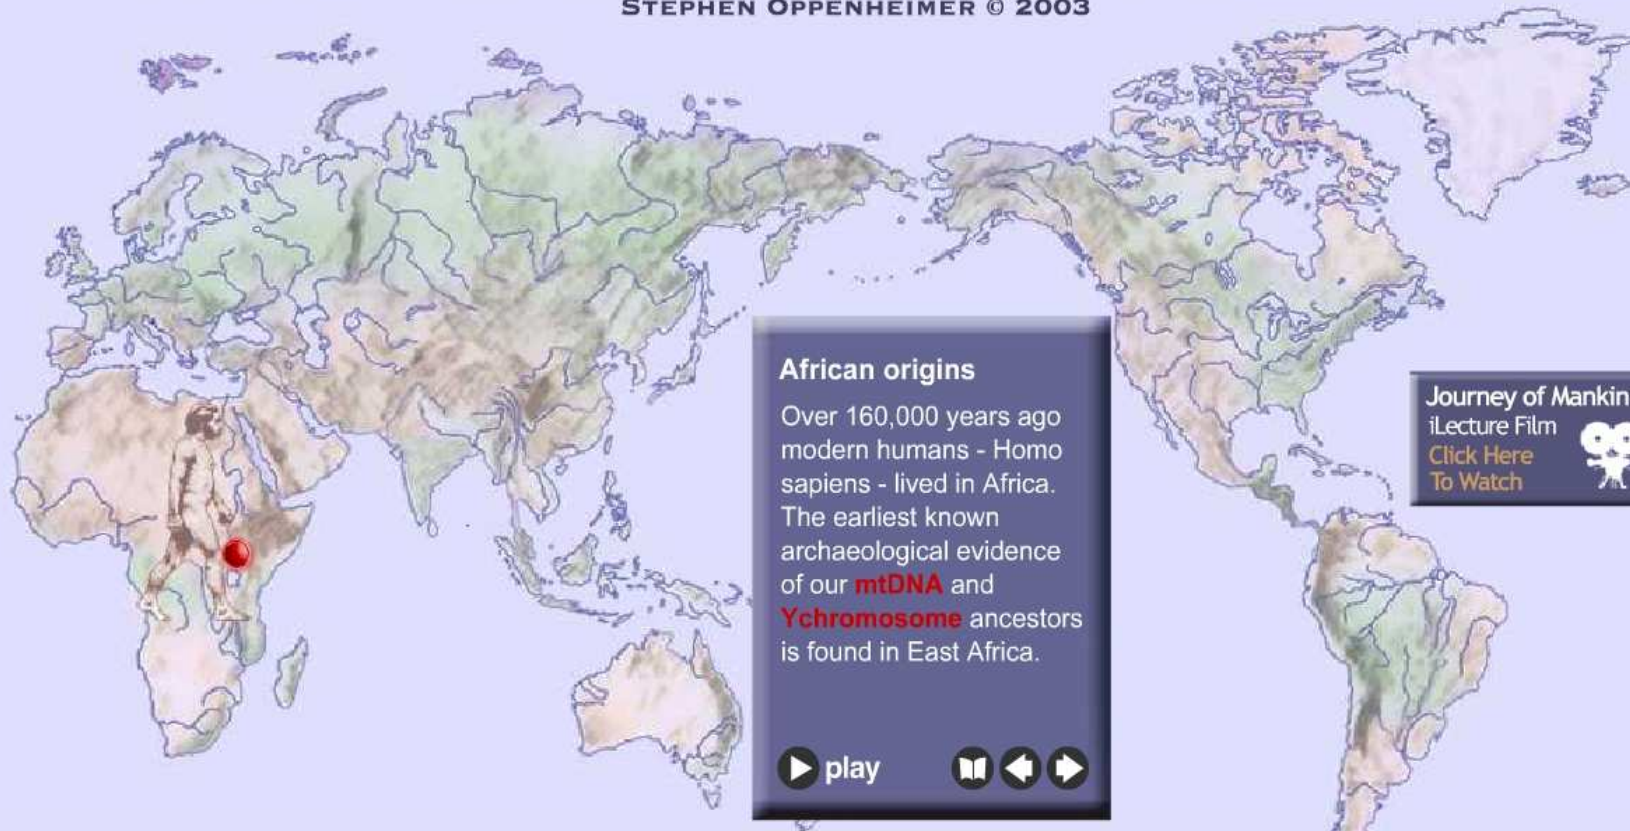 STEPHEN OPPENHEIMER © 2003
African origins
Over 160,000 years ago
modern humans - Homo
sapiens - lived in Africa.
The earliest known
archaeological evidence
of our mtDNA and
Ychromosome ancestors
is found in East Africa.
play
Journey of Mankin
iLecture Film
Click Here
To Watch